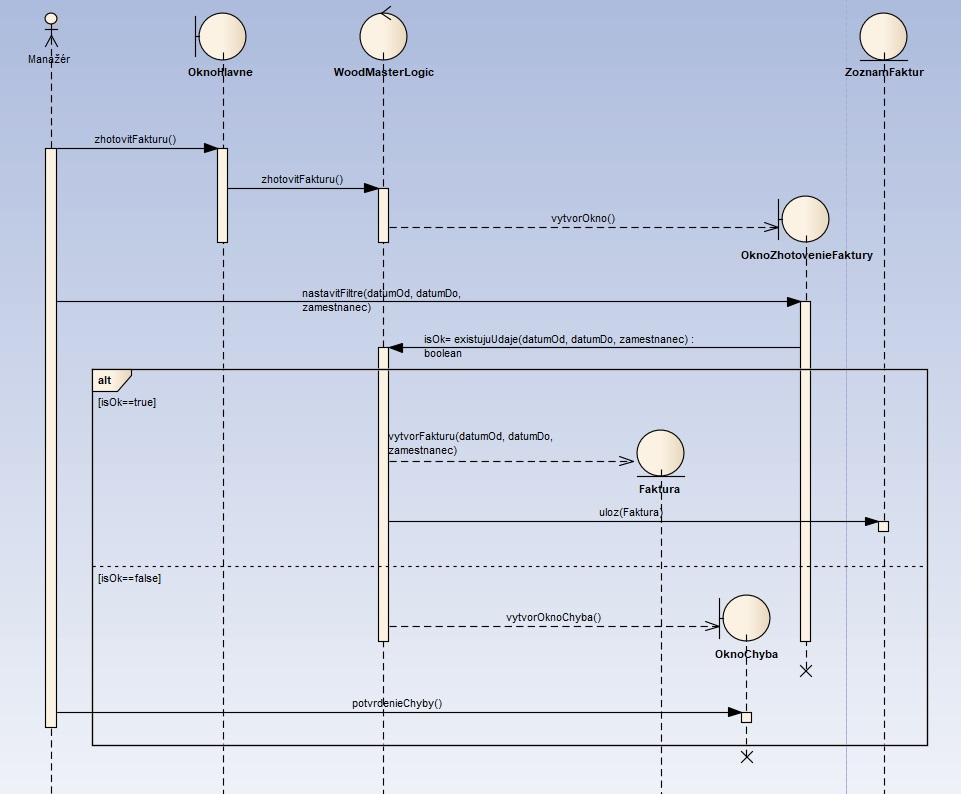 Manažér
OknoHlavne
WoodMasterLogic
ZoznamFaktur
zhotovitFakturu()
zhotovitFakturu()
vytvorOkno()
OknoZhotovenieFaktury
nastavitFiltre(datumOd, datumDo,
zamestnanec)
isOk= existujuUdaje(datumOd, datumDo, zamestnanec) :
boolean
alt
[isOk==true]
vytvorFakturu(datumOd, datumDo,
zamestnanec)
Faktura
uloz(Faktura)
[isOk==false]
vytvorOknoChyba()
OknoChyba
potvrdenieChyby()